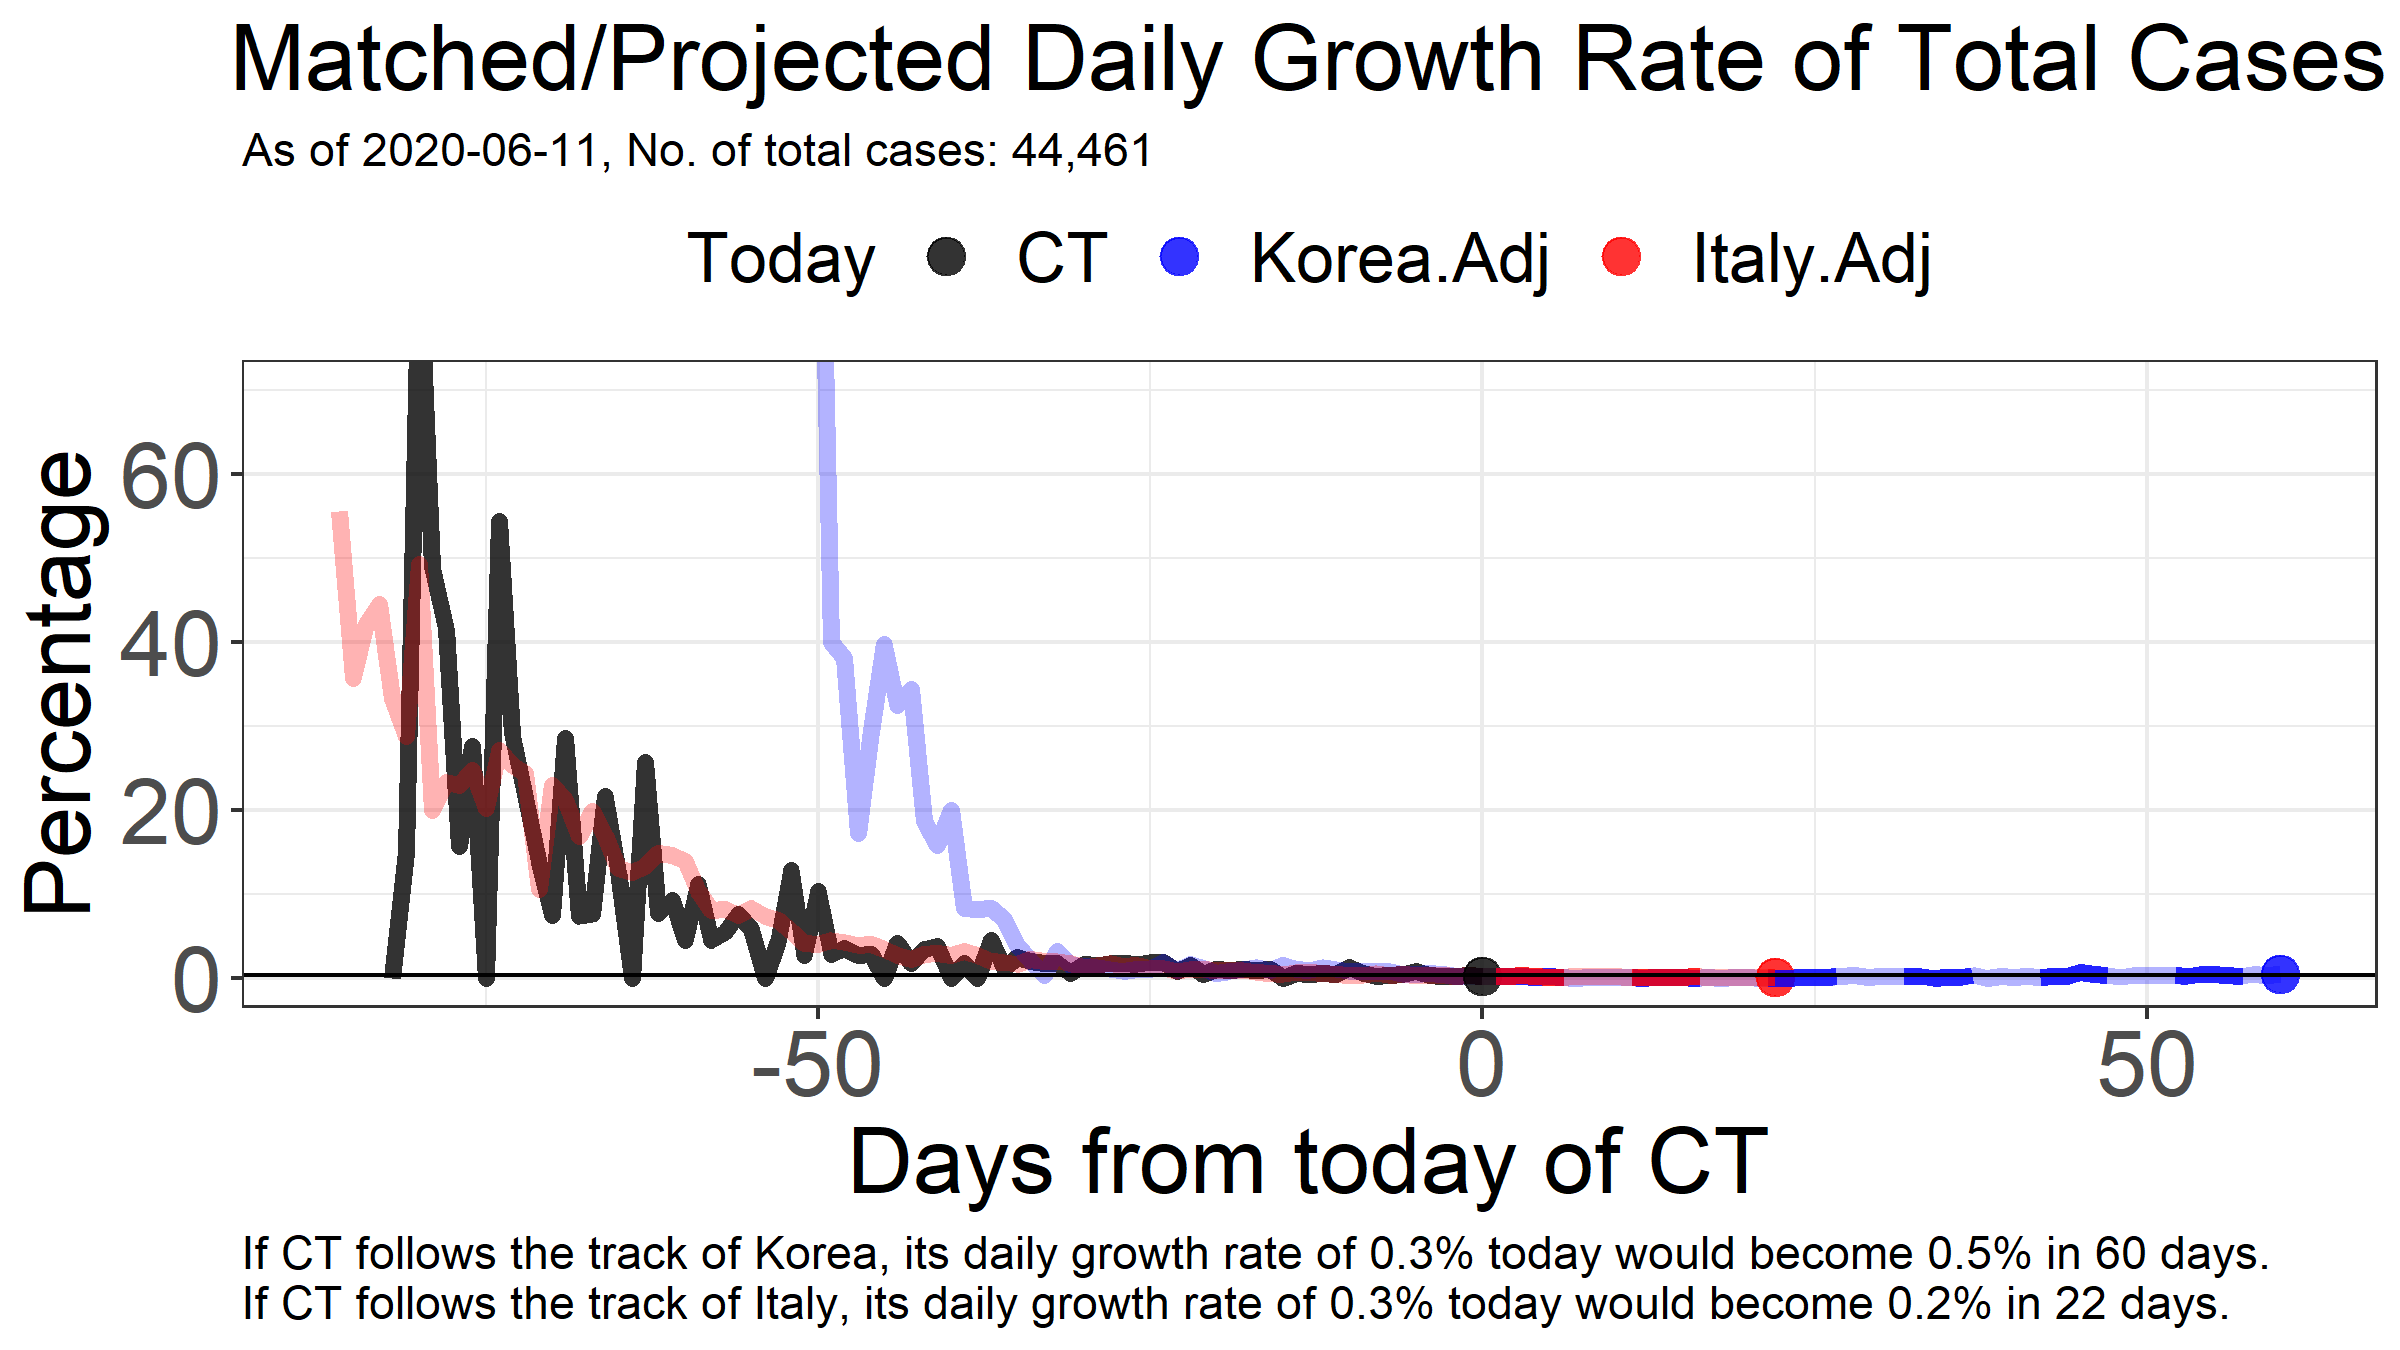 Matched/Projected Daily Growth Rate of Total Cases
As of 2020-06-11, No. of total cases: 44,461
Today CT Korea.Adj Italy.Adj
Percentage
60
40
20
0
-50 0 50
Days from today of CT
If CT follows the track of Korea, its daily growth rate of 0.3% today would become 0.5% in 60 days.
If CT follows the track of Italy, its daily growth rate of 0.3% today would become 0.2% in 22 days.